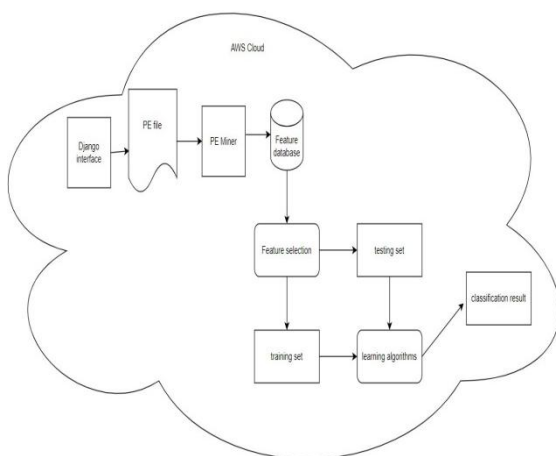 AWS Cloud
PE file
Django
interface
PE Miner
Feature
database
Feature selection
testing set
classification result
training set
learning algorithms